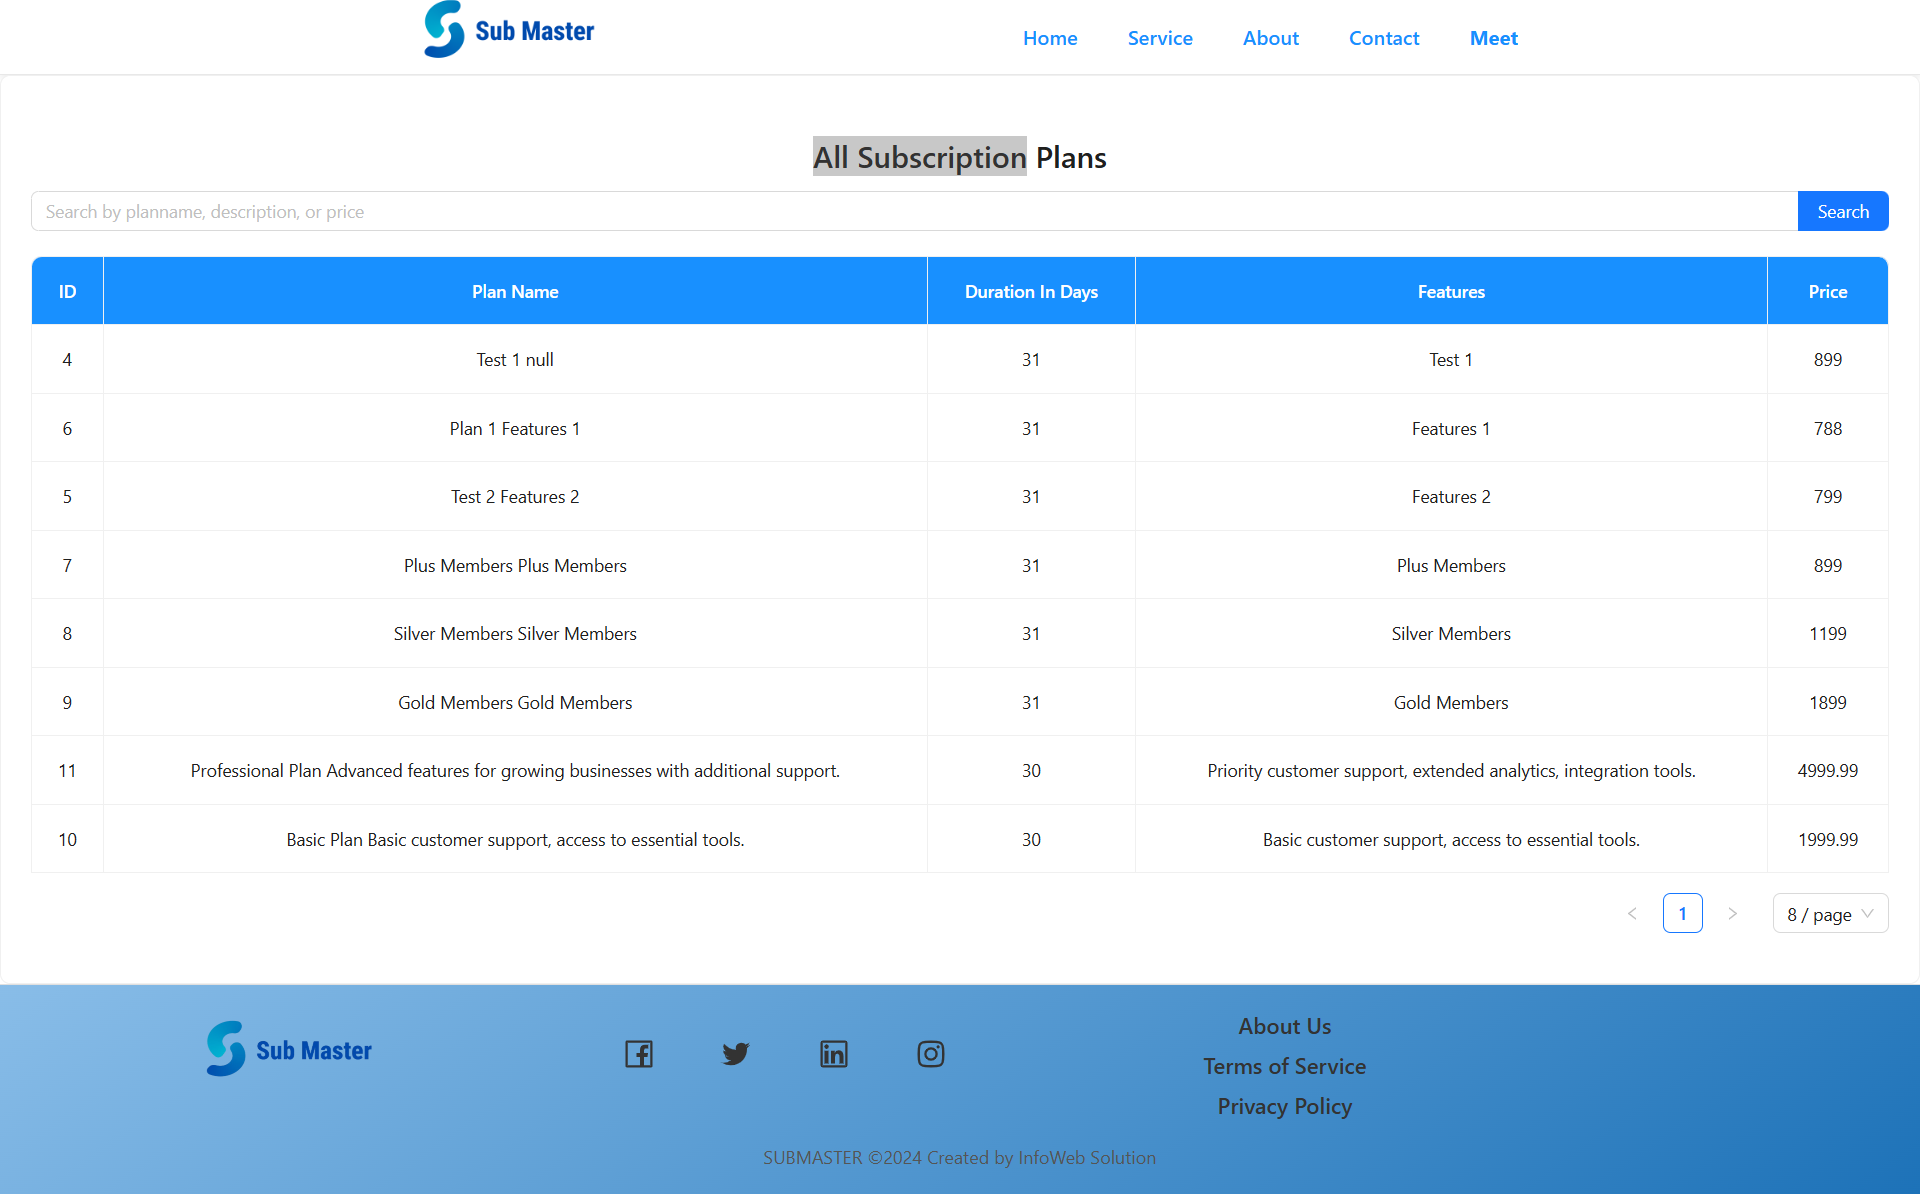 Sub Master
Home Service About Contact Meet
All Subscription Plans
Search by planname, description, or price Search
ID Plan Name Duration In Days Features Price
4 Test 1 null 31 Test 1 899
6 Plan 1 Features 1 31 Features 1 788
5 Test 2 Features 2 31 Features 2 799
7 Plus Members Plus Members 31 Plus Members 899
8 Silver Members Silver Members 31 Silver Members 1199
9 Gold Members Gold Members 31 Gold Members 1899
11 Professional Plan Advanced features for growing businesses with additional support. 30 Priority customer support, extended analytics, integration tools. 4999.99
10 Basic Plan Basic customer support, access to essential tools. 30 Basic customer support, access to essential tools. 1999.99
< 1 > 8 / page
Sub Master
About Us
Terms of Service
Privacy Policy
SUBMASTER ©2024 Created by InfoWeb Solution